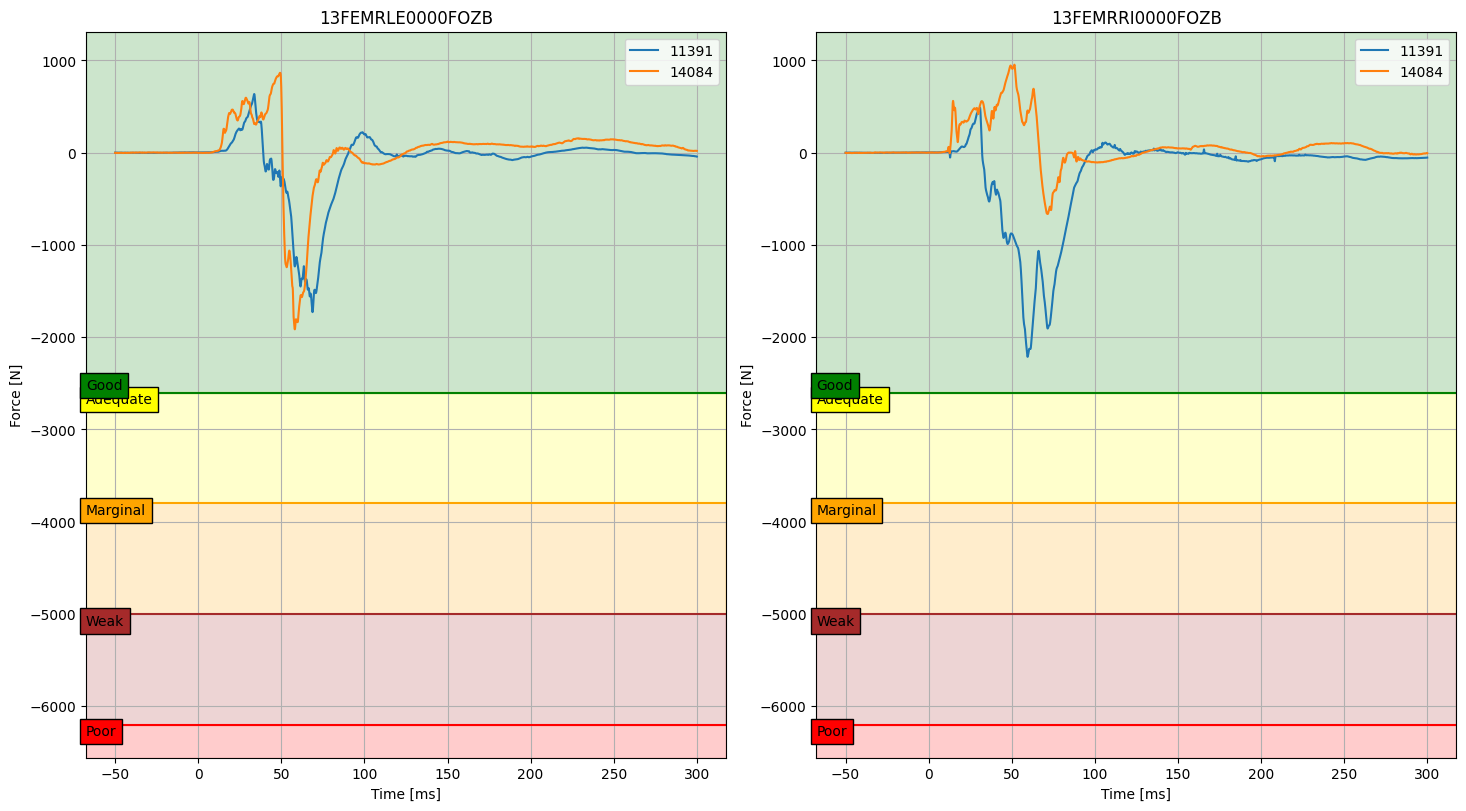 13FEMRLE0000FOZB
11391
14084
1000
0
−1000
−2000
−3000
−4000
−5000
−6000
Force [N]
Good
Adequate
Marginal
Weak
Poor
−50
0
50
100
150
200
250
300
Time [ms]
13FEMRRI0000FOZB
11391
14084
1000
0
−1000
−2000
−3000
−4000
−5000
−6000
Force [N]
Good
Adequate
Marginal
Weak
Poor
−50
0
50
100
150
200
250
300
Time [ms]